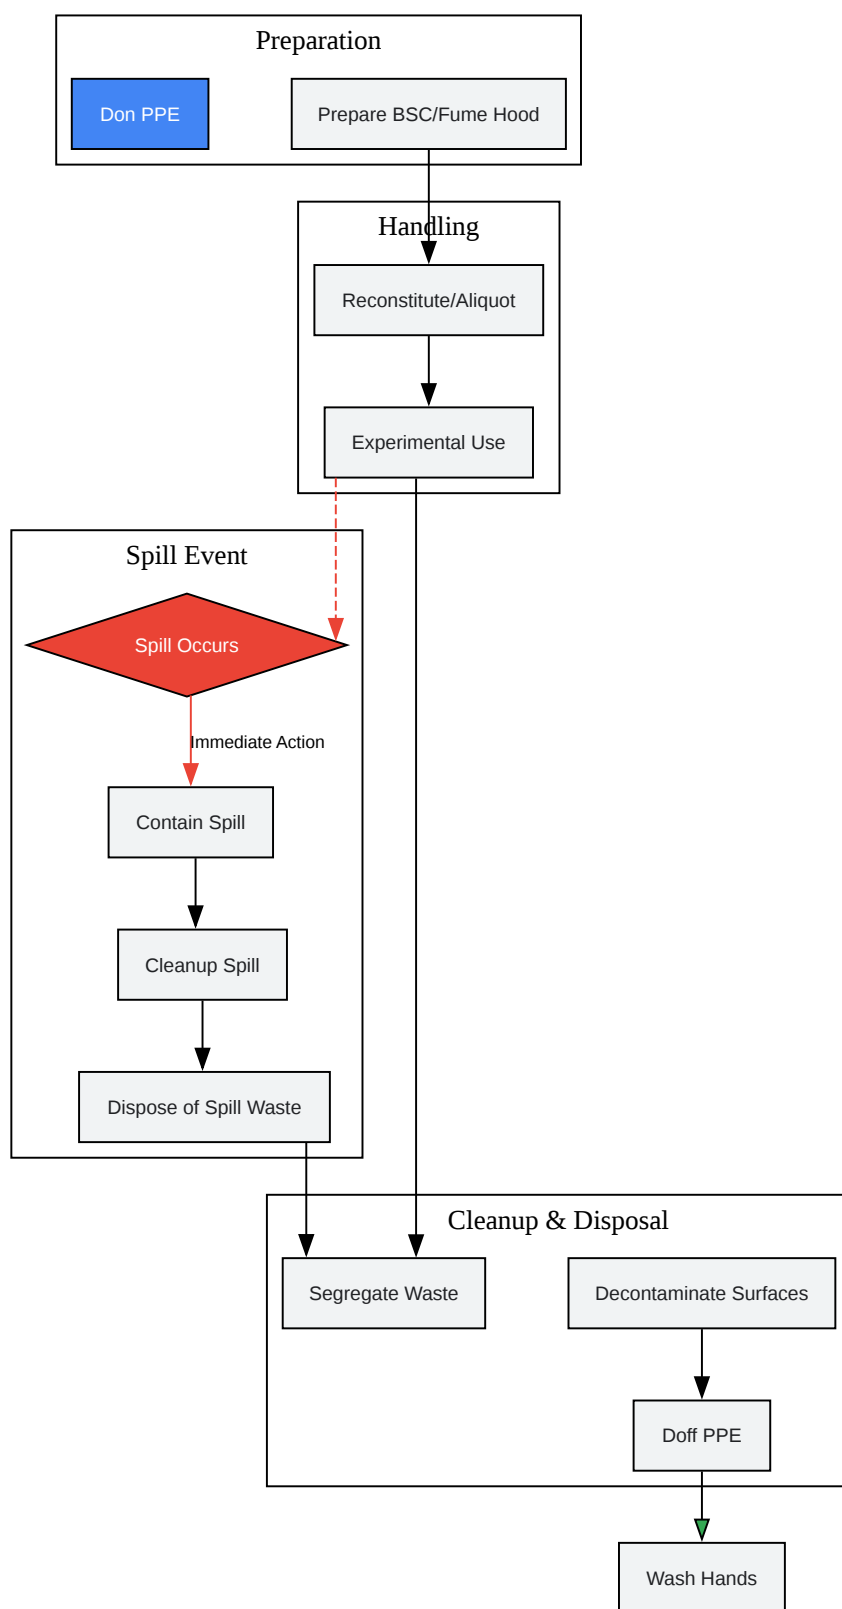 Preparation
Don PPE
Prepare BSC/Fume Hood
Handling
Reconstitute/Aliquot
Experimental Use
Spill Event
Spill Occurs
Immediate Action
Contain Spill
Cleanup Spill
Dispose of Spill Waste
Cleanup & Disposal
Segregate Waste
Decontaminate Surfaces
Doff PPE
Wash Hands